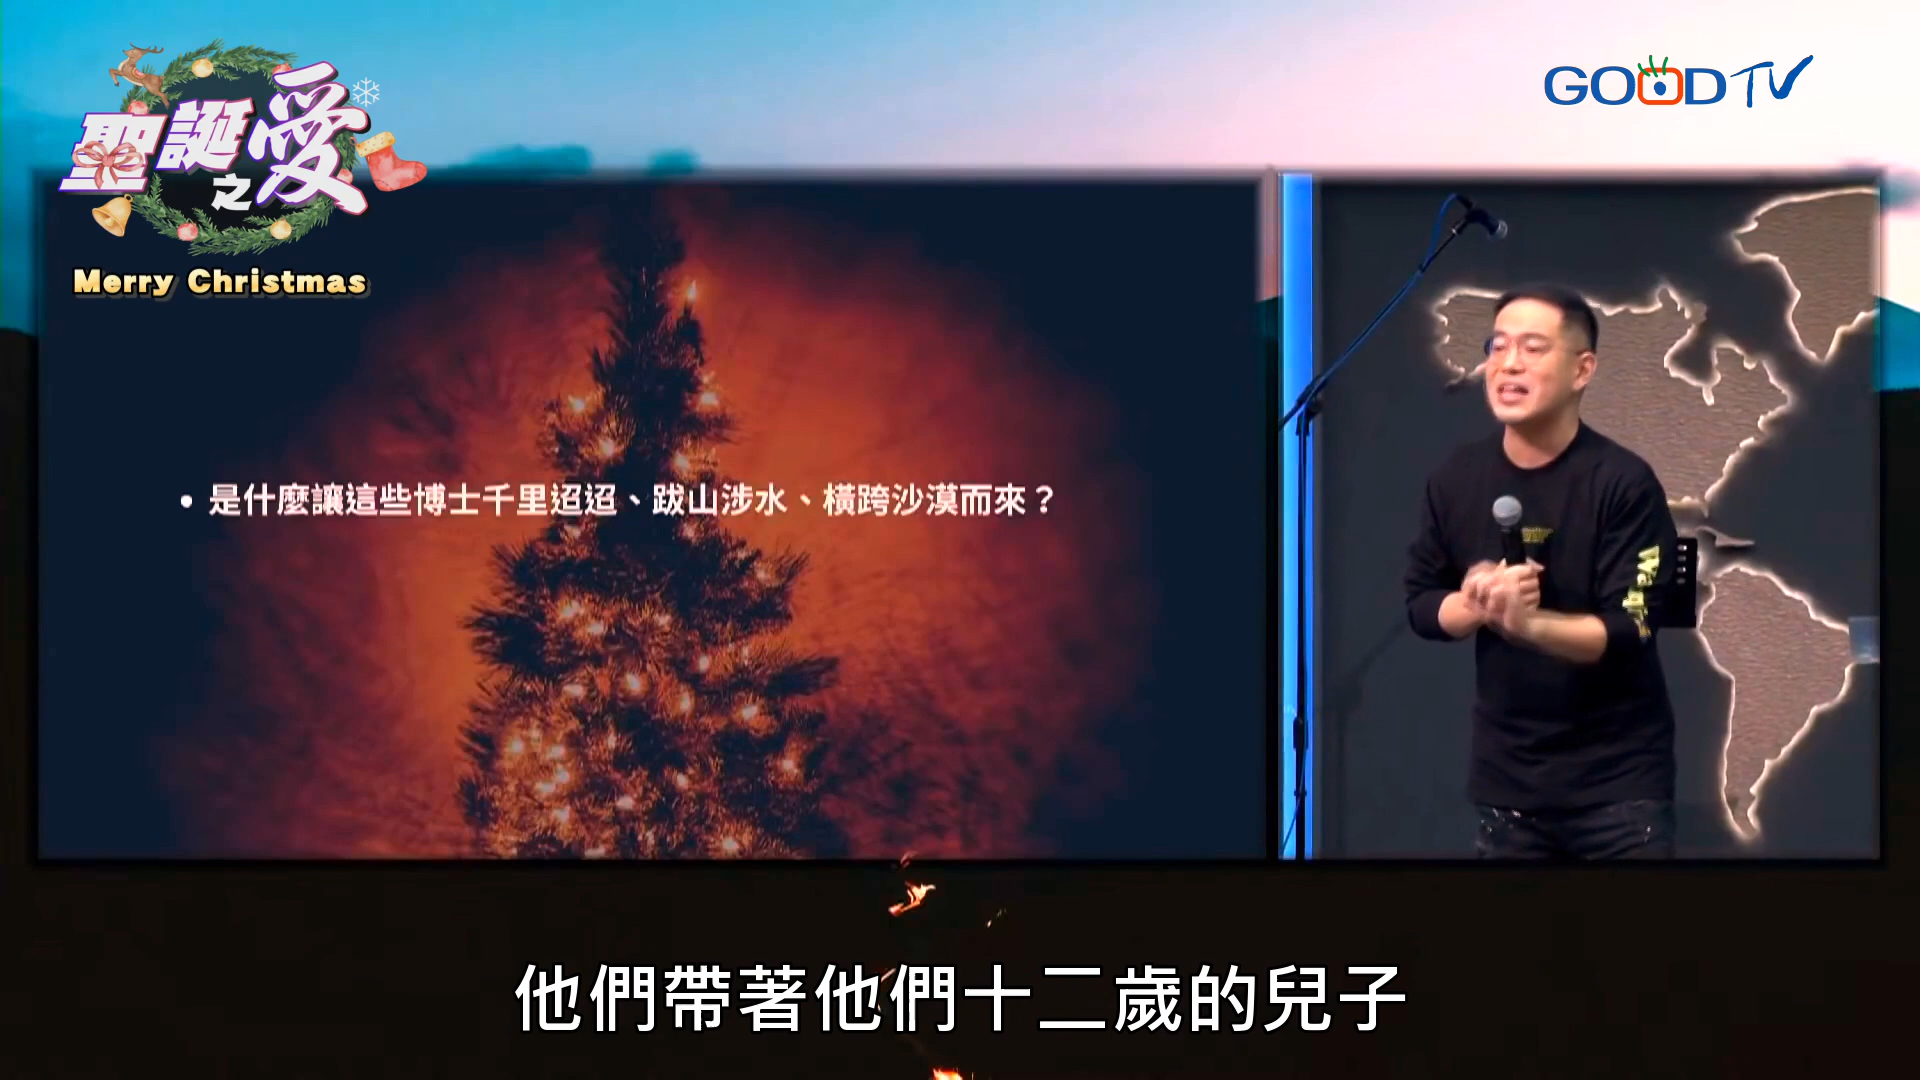 聖誕之愛
Merry Christmas
GOOD TV
• 是什麼讓這些博士千里迢迢、跋山涉水、橫跨沙漠而來？
他們帶著他們十二歲的兒子